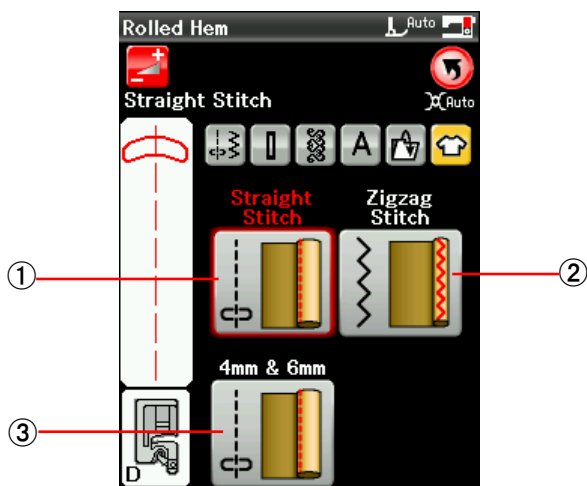 Rolled Hem
Auto
Straight Stitch
Auto
A
Straight
Stitch
Zigzag
Stitch
①
②
4mm & 6mm
③
D